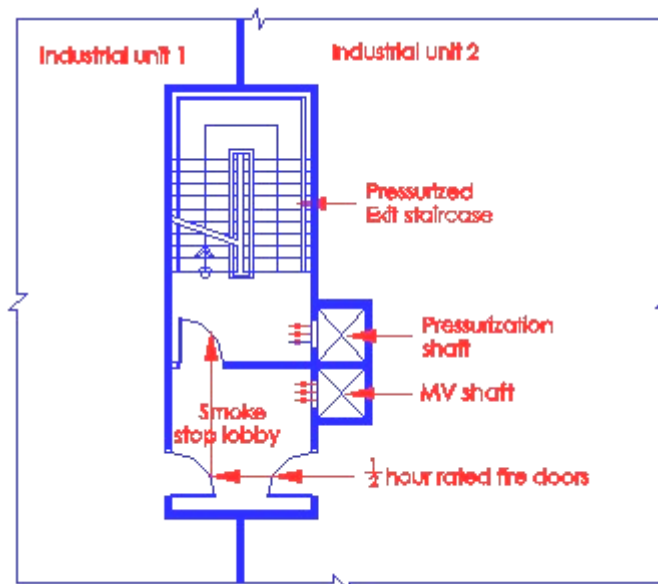 Industrial unit 1
Industrial unit 2
Pressurized
Exit staircase
Pressurization
shaft
MV shaft
Smoke
stop lobby
1/2 hour rated fire doors